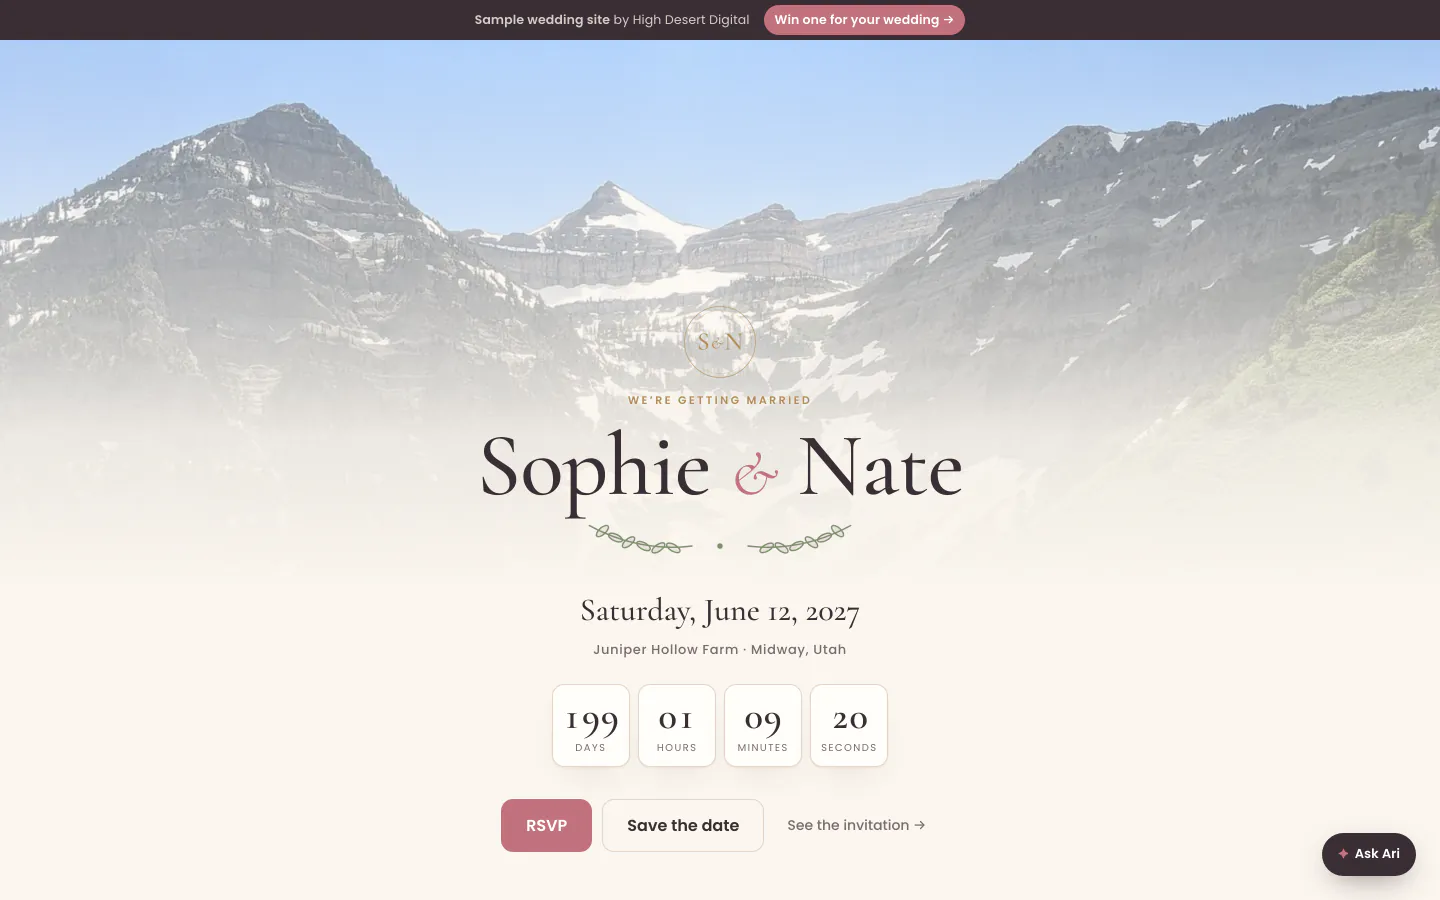 Sample wedding site by High Desert Digital Win one for your wedding →
S&N
WE'RE GETTING MARRIED
Sophie & Nate
Saturday, June 12, 2027
Juniper Hollow Farm · Midway, Utah
199 01 09 20
DAYS HOURS MINUTES SECONDS
RSVP Save the date See the invitation →
✦ Ask Ari